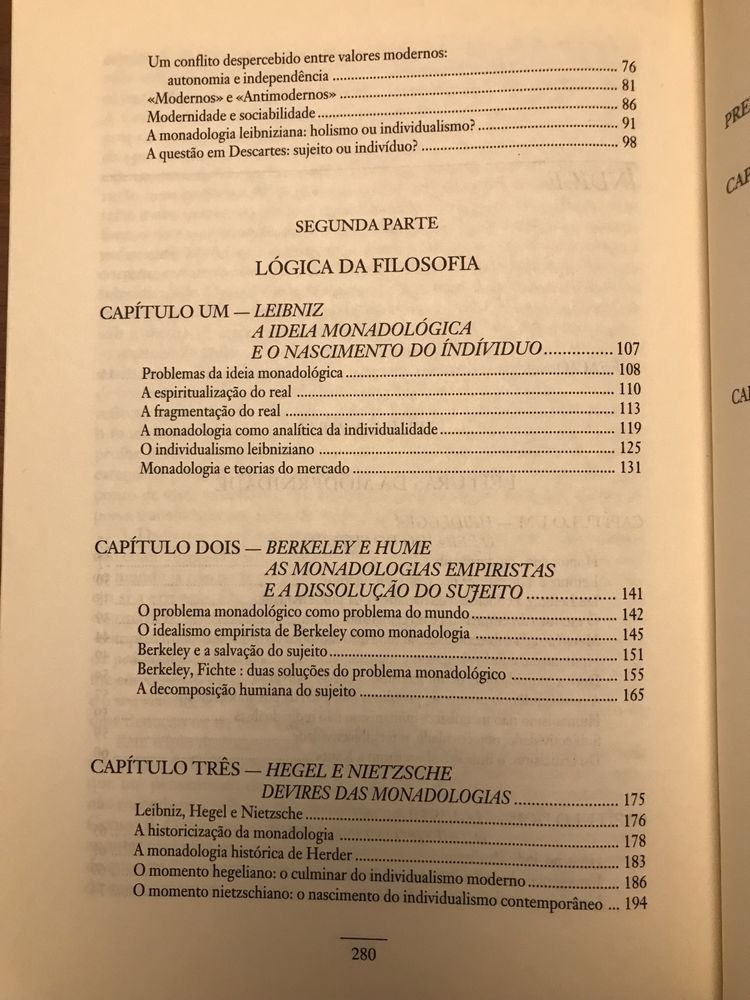 Um conflito despercebido entre valores modernos:
autonomia e independência ........ 76
«Modernos» e «Antimodernos» ........ 81
Modernidade e sociabilidade ........ 86
A monadologia leibniziana: holismo ou individualismo? ........ 91
A questão em Descartes: sujeito ou indivíduo? ........ 98
SEGUNDA PARTE
LÓGICA DA FILOSOFIA
CAPÍTULO UM — LEIBNIZ
A IDEIA MONADOLÓGICA
E O NASCIMENTO DO ÍNDÍVIDUO ........ 107
Problemas da ideia monadológica ........ 108
A espiritualização do real ........ 110
A fragmentação do real ........ 113
A monadologia como analítica da individualidade ........ 119
O individualismo leibniziano ........ 125
Monadologia e teorias do mercado ........ 131
CAPÍTULO DOIS — BERKELEY E HUME
AS MONADOLOGIAS EMPIRISTAS
E A DISSOLUÇÃO DO SUJEITO ........ 141
O problema monadológico como problema do mundo ........ 142
O idealismo empirista de Berkeley como monadologia ........ 145
Berkeley e a salvação do sujeito ........ 151
Berkeley, Fichte : duas soluções do problema monadológico ........ 155
A decomposição humiana do sujeito ........ 165
CAPÍTULO TRÊS — HEGEL E NIETZSCHE
DEVIRES DAS MONADOLOGIAS ........ 175
Leibniz, Hegel e Nietzsche ........ 176
A historicização da monadologia ........ 178
A monadologia histórica de Herder ........ 183
O momento hegeliano: o culminar do individualismo moderno ........ 186
O momento nietzschiano: o nascimento do individualismo contemporâneo ... 194
280